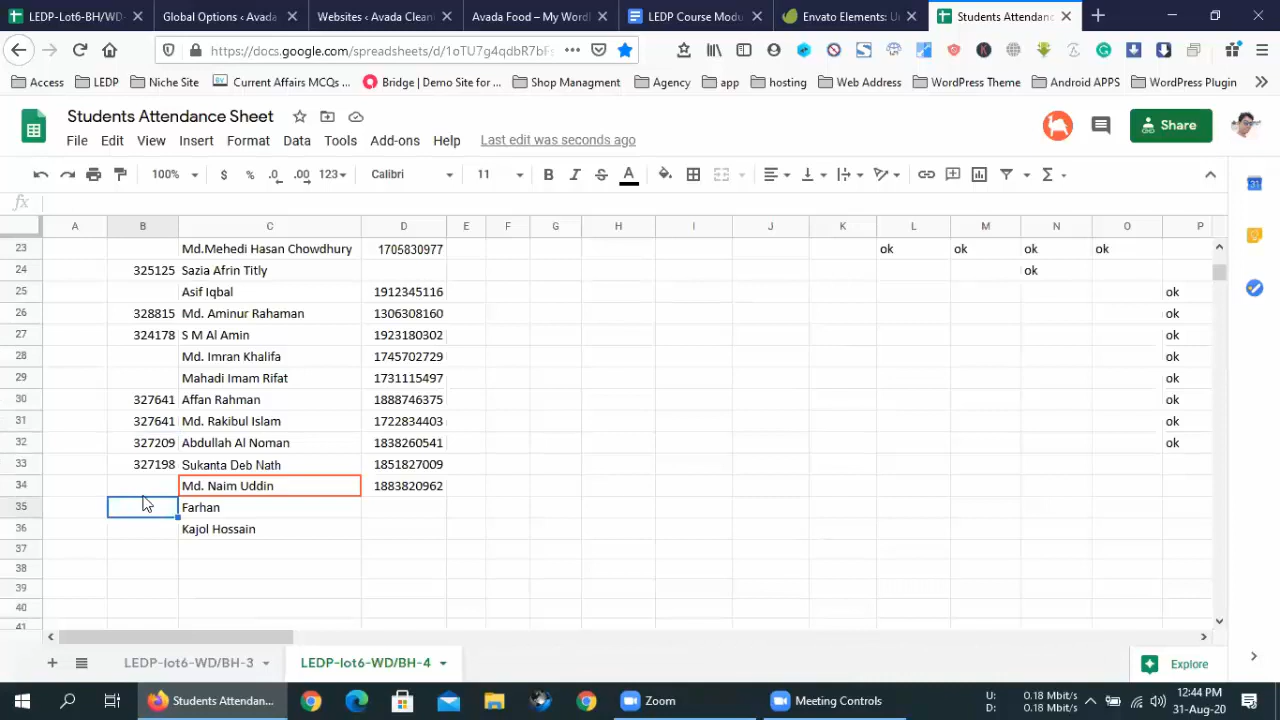 LEDP-Lot6-BH/WD-
Global Options ‹ Avada
Websites ‹ Avada Clean
Avada Food – My Worl
LEDP Course Modu
Envato Elements: U
Students Attendanc
https://docs.google.com/spreadsheets/d/1oTU7g4qdbR7bF
Access
LEDP
Niche Site
Current Affairs MCQs ...
Bridge | Demo Site for ...
Shop Managment
Agency
app
hosting
Web Address
WordPress Theme
Android APPS
WordPress Plugin
Students Attendance Sheet
File Edit View Insert Format Data Tools Add-ons Help Last edit was seconds ago
Share
100% $ % .0 .00 123 Calibri 11 B I S A
fx
A B C D E F G H I J K L M N O P
23 Md.Mehedi Hasan Chowdhury 1705830977 ok ok ok ok
24 325125 Sazia Afrin Titly ok
25 Asif Iqbal 1912345116 ok
26 328815 Md. Aminur Rahaman 1306308160 ok
27 324178 S M Al Amin 1923180302 ok
28 Md. Imran Khalifa 1745702729 ok
29 Mahadi Imam Rifat 1731115497 ok
30 327641 Affan Rahman 1888746375 ok
31 327641 Md. Rakibul Islam 1722834403 ok
32 327209 Abdullah Al Noman 1838260541 ok
33 327198 Sukanta Deb Nath 1851827009
34 Md. Naim Uddin 1883820962
35 Farhan
36 Kajol Hossain
37
38
39
40
41
LEDP-lot6-WD/BH-3
LEDP-lot6-WD/BH-4
Explore
Students Attendan...
Zoom
Meeting Controls
U: 0.18 Mbit/s
D: 0.18 Mbit/s
12:44 PM
31-Aug-20